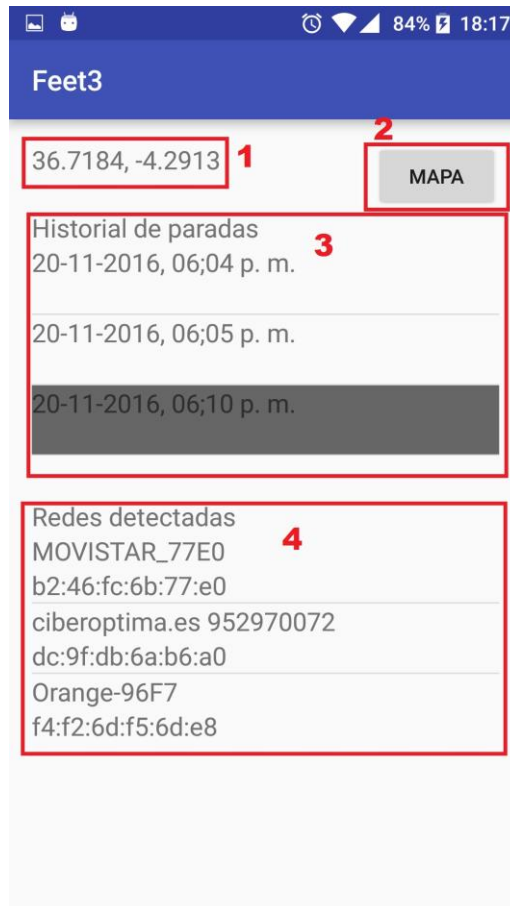 84% 18:17
Feet3
36.7184, -4.2913 1
2
MAPA
Historial de paradas
3
20-11-2016, 06;04 p. m.
20-11-2016, 06;05 p. m.
20-11-2016, 06;10 p. m.
Redes detectadas
4
MOVISTAR_77E0
b2:46:fc:6b:77:e0
ciberoptima.es 952970072
dc:9f:db:6a:b6:a0
Orange-96F7
f4:f2:6d:f5:6d:e8